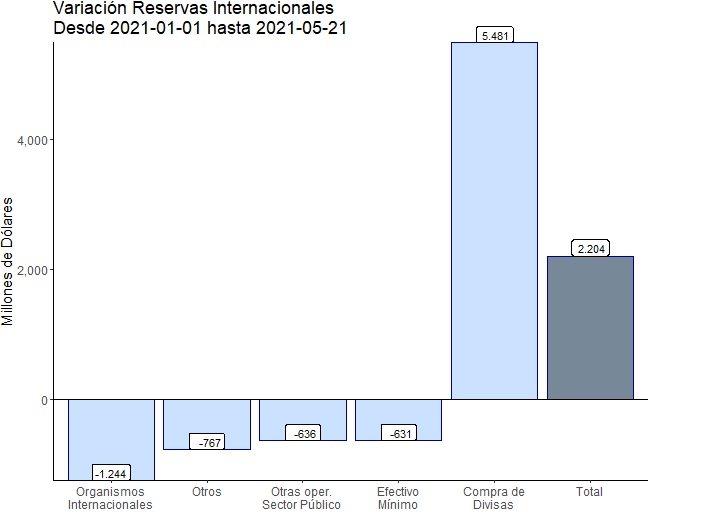 Variación Reservas Internacionales
Desde 2021-01-01 hasta 2021-05-21
Millones de Dólares
4,000
2,000
0
5.481
2.204
-1.244
-767
-636
-631
Organismos
Internacionales
Otros
Otras oper.
Sector Público
Efectivo
Mínimo
Compra de
Divisas
Total